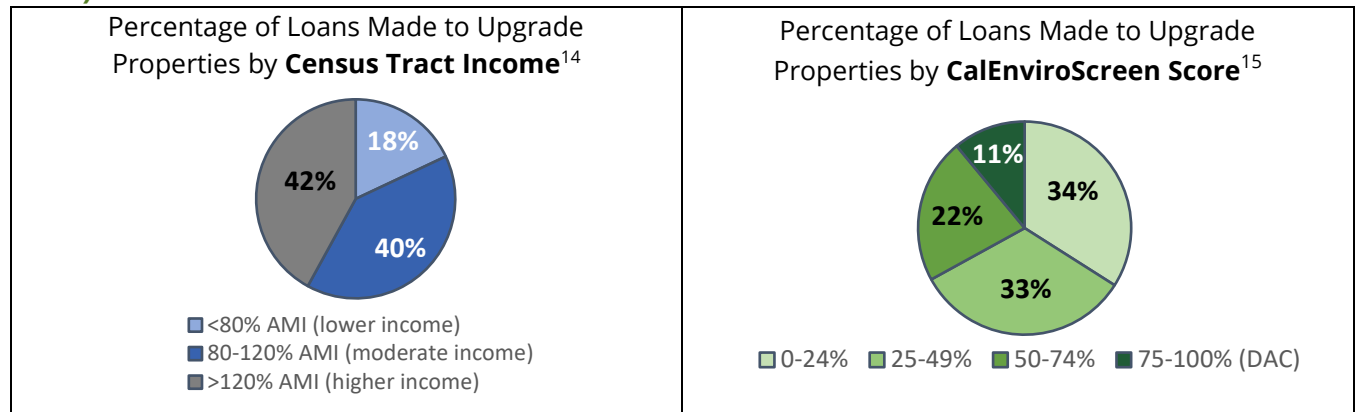 Percentage of Loans Made to Upgrade
Properties by Census Tract Income14
18%
42%
40%
<80% AMI (lower income)
80-120% AMI (moderate income)
>120% AMI (higher income)
Percentage of Loans Made to Upgrade
Properties by CalEnviroScreen Score15
11%
34%
22%
33%
0-24% 25-49% 50-74% 75-100% (DAC)